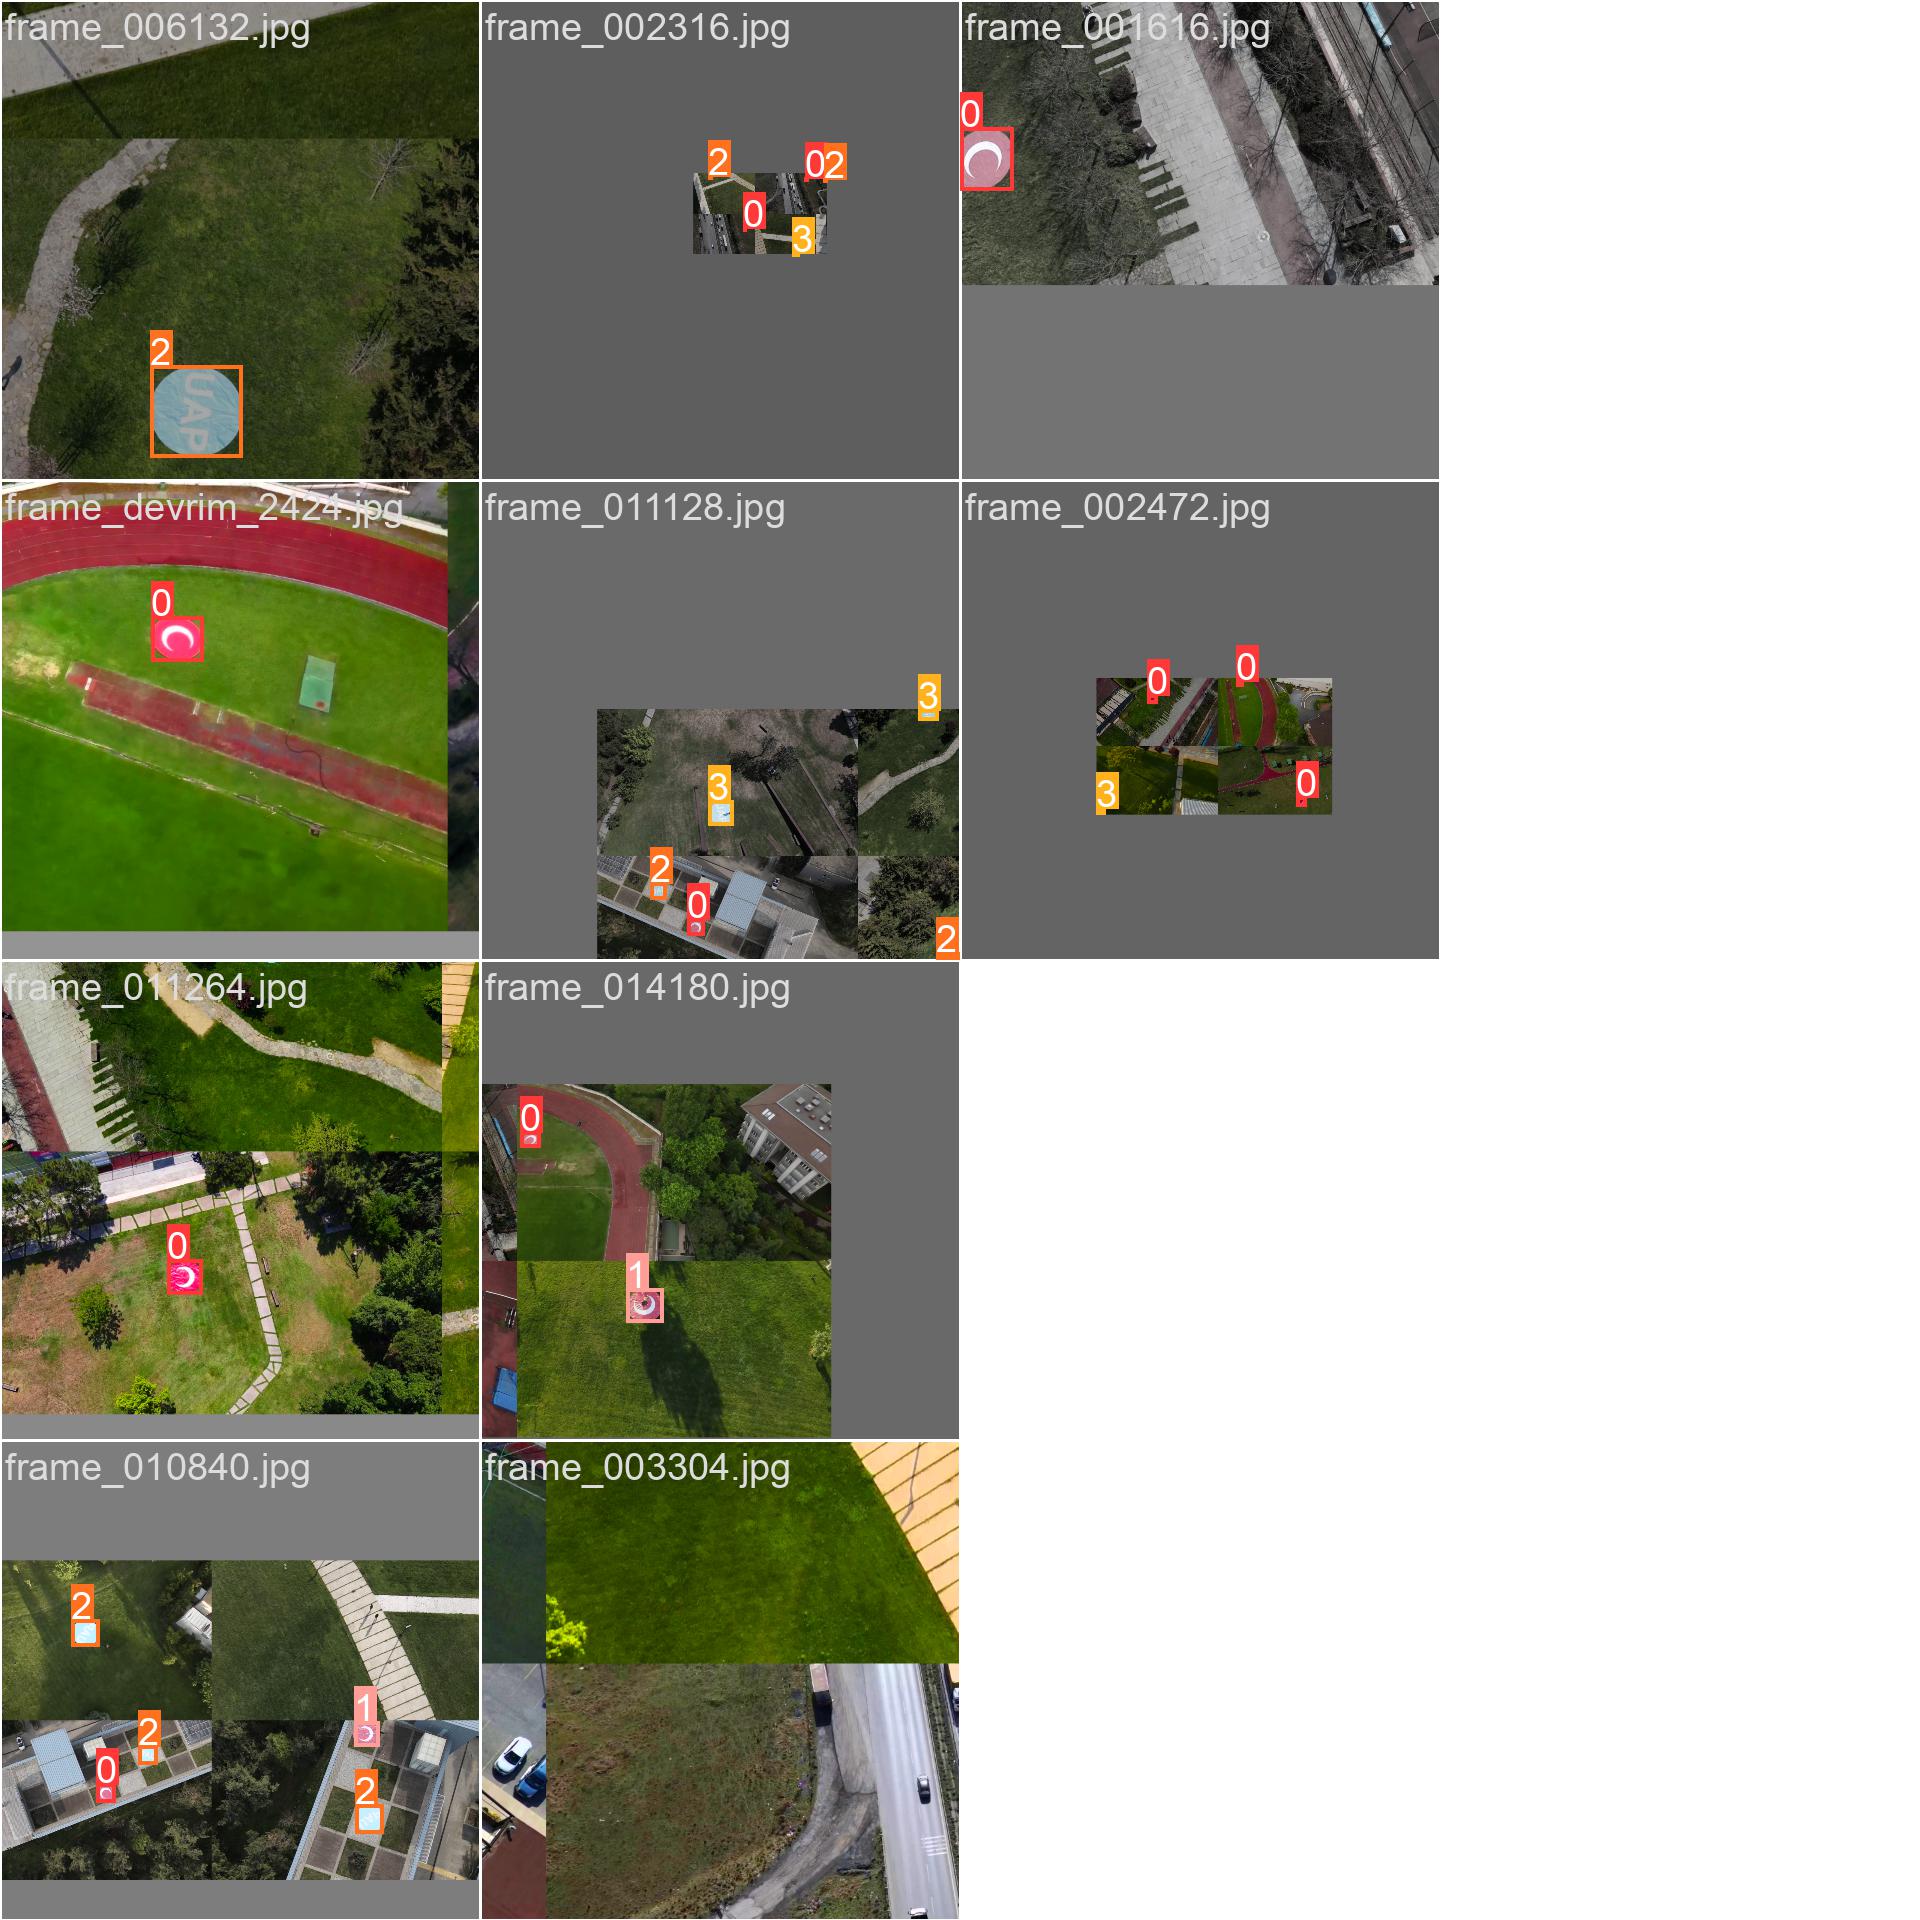 frame_006132.jpg
frame_002316.jpg
frame_001616.jpg
0
2
0
2
0
3
2
UAP
frame_devrim_2424.jpg
frame_011128.jpg
frame_002472.jpg
0
3
3
2
0
2
0
0
3
0
frame_011264.jpg
frame_014180.jpg
0
0
1
frame_010840.jpg
frame_003304.jpg
2
1
2
0
2